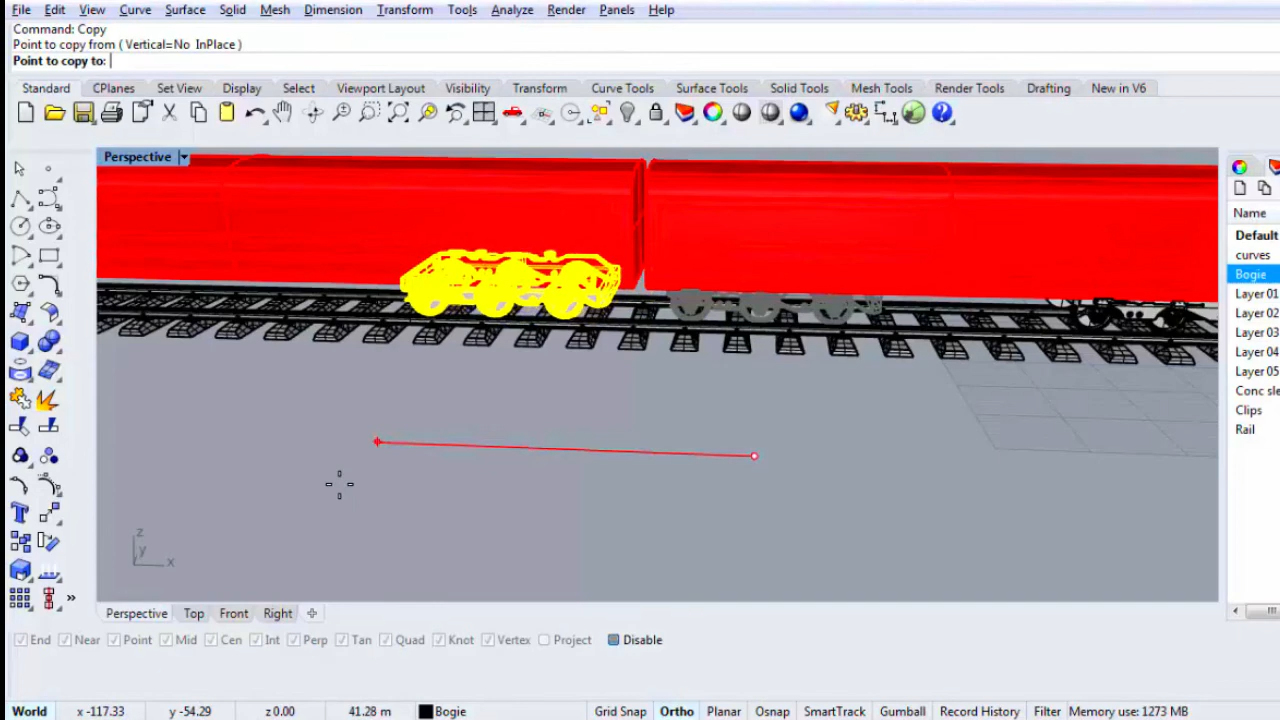 File Edit View Curve Surface Solid Mesh Dimension Transform Tools Analyze Render Panels Help
Command: Copy
Point to copy from ( Vertical=No InPlace )
Point to copy to:
Standard CPlanes Set View Display Select Viewport Layout Visibility Transform Curve Tools Surface Tools Solid Tools Mesh Tools Render Tools Drafting New in V6
Perspective
Name
Default
curves
Bogie
Layer 01
Layer 02
Layer 03
Layer 04
Layer 05
Conc sle
Clips
Rail
z
y
x
Perspective Top Front Right
End Near Point Mid Cen Int Perp Tan Quad Knot Vertex Project Disable
World x -117.33 y -54.29 z 0.00 41.28 m Bogie Grid Snap Ortho Planar Osnap SmartTrack Gumball Record History Filter Memory use: 1273 MB